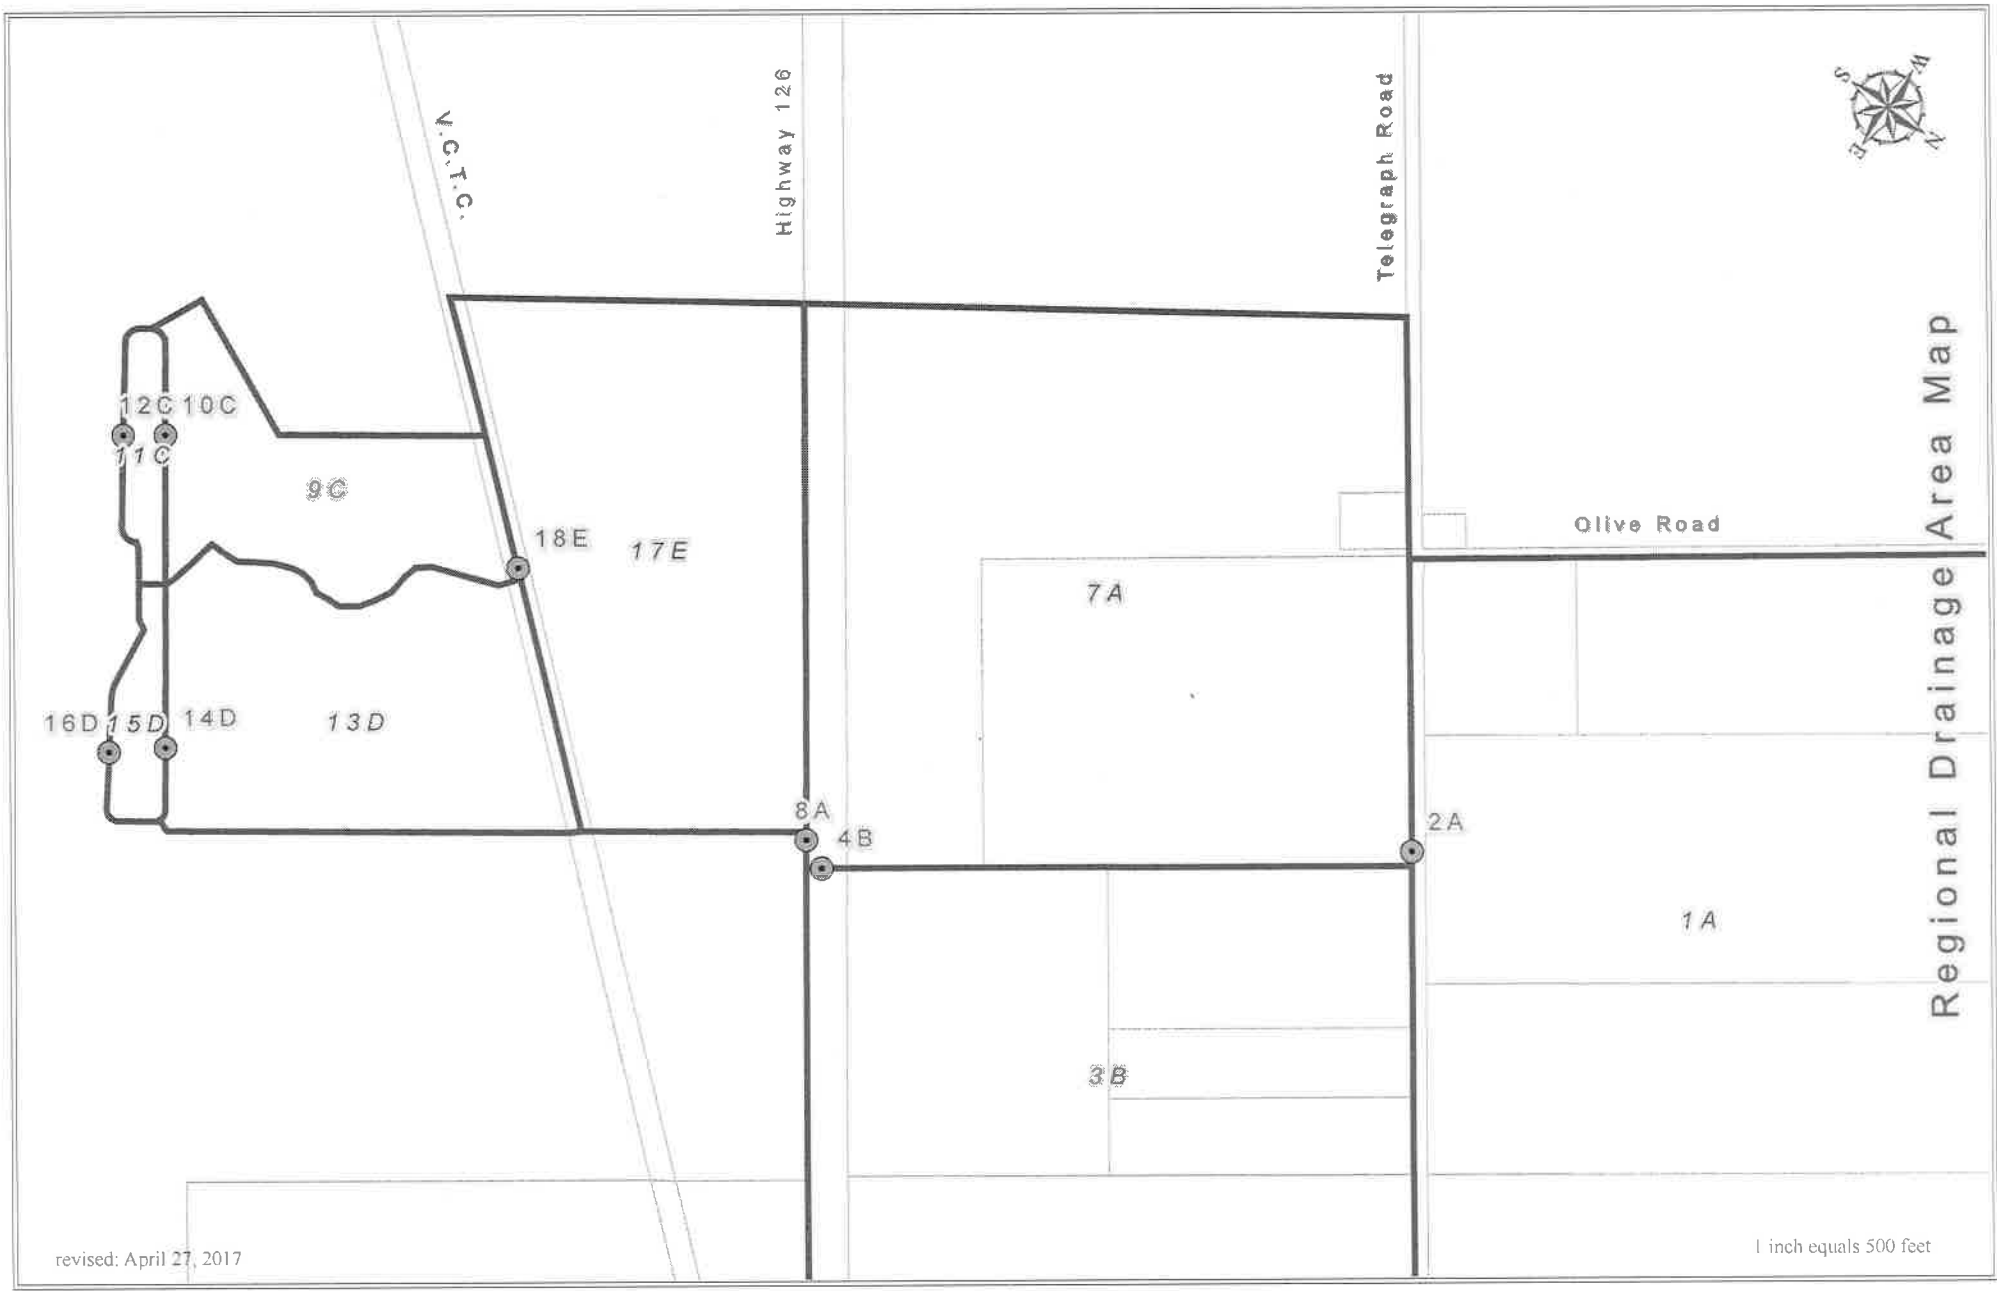 Regional Drainage Area Map
V.C.T.C.
Highway 126
Telegraph Road
Olive Road
S
W
N
E
12C
10C
11C
9C
18E
17E
7A
16D
15D
14D
13D
8A
4B
2A
1A
3B
revised: April 27, 2017
1 inch equals 500 feet